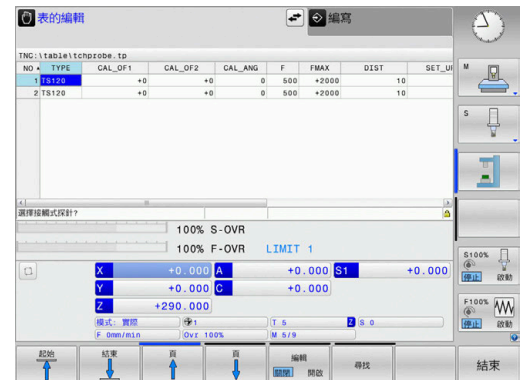 表的編輯
編寫
TNC:\table\tchprobe.tp
NO TYPE CAL_OF1 CAL_OF2 CAL_ANG F FMAX DIST SET_UP
1 TS120 +0 +0 0 500 +2000 10
2 TS120 +0 +0 0 500 +2000 10
選擇接觸式探針?
100% S-OVR
100% F-OVR LIMIT 1
X +0.000 A +0.000 S1 +0.000
Y +0.000 C +0.000
Z +290.000
模式: 實際 1 T 5 Z S 0
F 0mm/min Ovr 100% M 5/9
M
S
S100%
停止 啟動
F100%
停止 啟動
起始 結束 頁 頁 編輯 尋找 結束
關閉 開啟